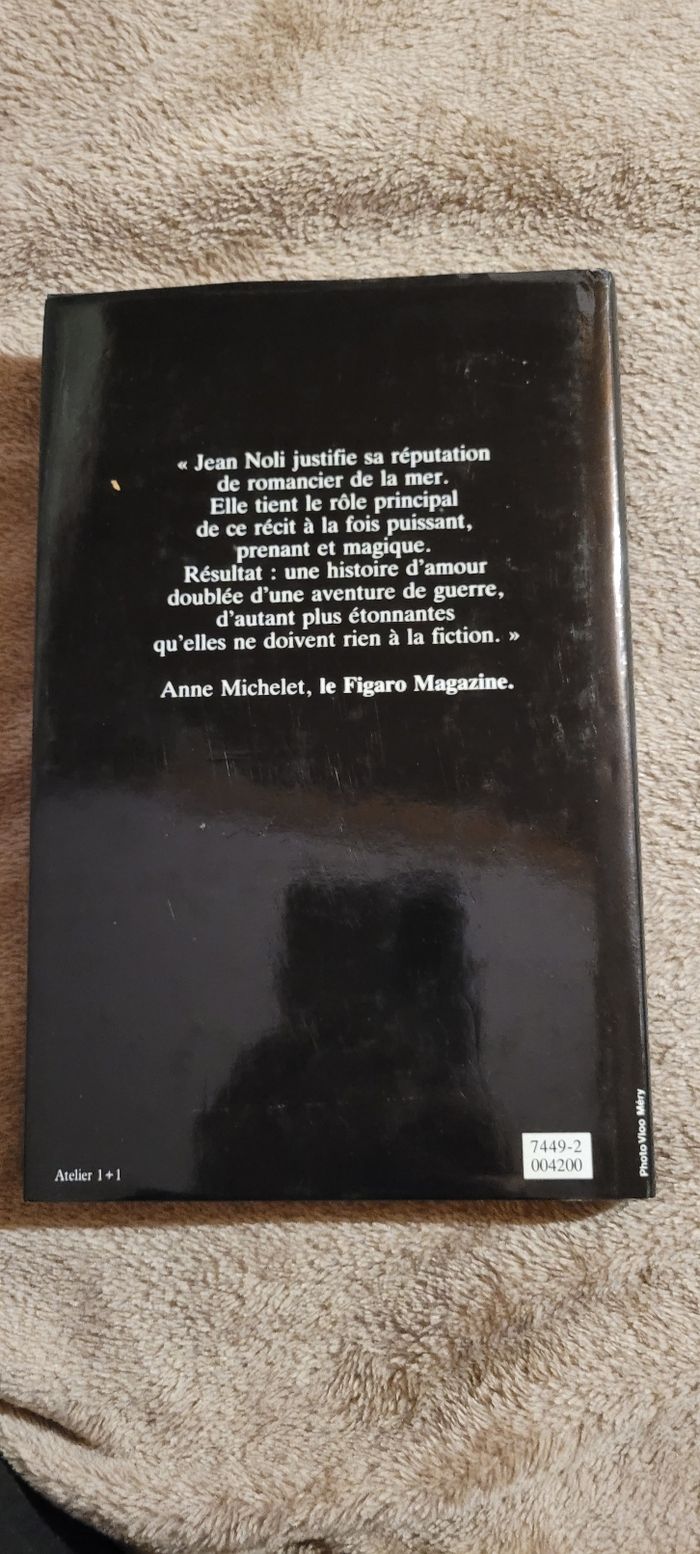 « Jean Noli justifie sa réputation
de romancier de la mer.
Elle tient le rôle principal
de ce récit à la fois puissant,
prenant et magique.
Résultat : une histoire d'amour
doublée d'une aventure de guerre,
d'autant plus étonnantes
qu'elles ne doivent rien à la fiction. »
Anne Michelet, le Figaro Magazine.
Atelier 1+1
7449-2
004200
Photo Vloo Méry